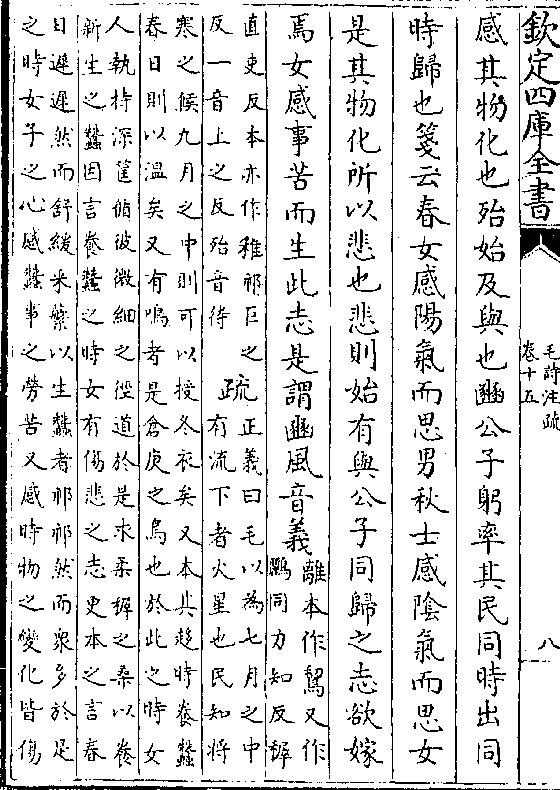 欽定四庫全書
毛詩注疏
卷十五
八
感其物化也殆始及與也豳公子躬率其民同時出同
時歸也箋云春女感陽氣而思男秋士感陰氣而思女
是其物化所以悲也悲則始有與公子同歸之志欲嫁
焉女感事苦而生此志是謂豳風音義
離本作鸝又作
鵹同力知反穉
直吏反本亦作稚祁巨之
反一音上之反殆音待
疏
正義曰毛以為七月之中
有流下者火星也民知將
寒之候九月之中則可以授冬衣矣又本其趍時養蠶
春日則以溫矣又有鳴者是倉庚之鳥也於此之時女
人執持深筐循彼微細之徑道於是求柔穉之桑以養
新生之蠶因言養蠶之時女有傷悲之志更本之言春
日遲遲然而舒緩采蘩以生蠶者祁祁然而衆多於是
之時女子之心感蠶事之勞苦又感時物之變化皆傷